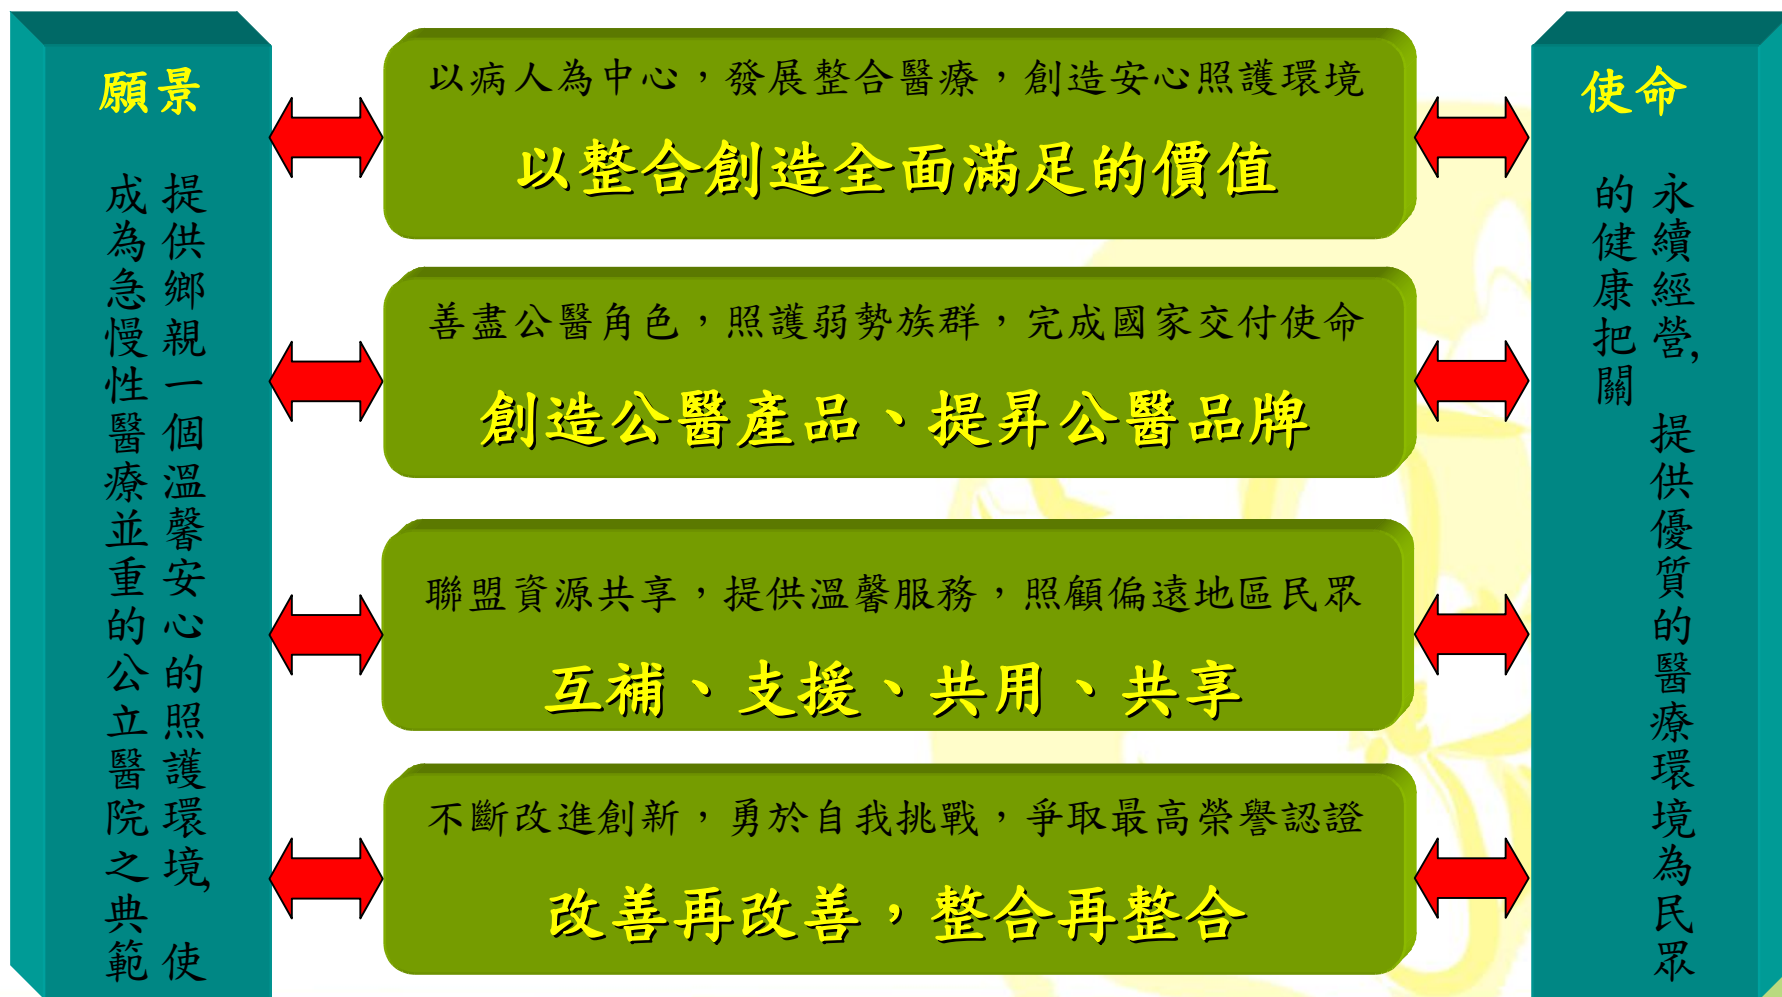 願景
提供鄉親一個溫馨安心的照護環境, 使
成為急慢性醫療並重的公立醫院之典範
以病人為中心，發展整合醫療，創造安心照護環境
以整合創造全面滿足的價值
善盡公醫角色，照護弱勢族群，完成國家交付使命
創造公醫產品、提昇公醫品牌
聯盟資源共享，提供溫馨服務，照顧偏遠地區民眾
互補、支援、共用、共享
不斷改進創新，勇於自我挑戰，爭取最高榮譽認證
改善再改善，整合再整合
使命
永續經營, 提供優質的醫療環境為民眾
的健康把關